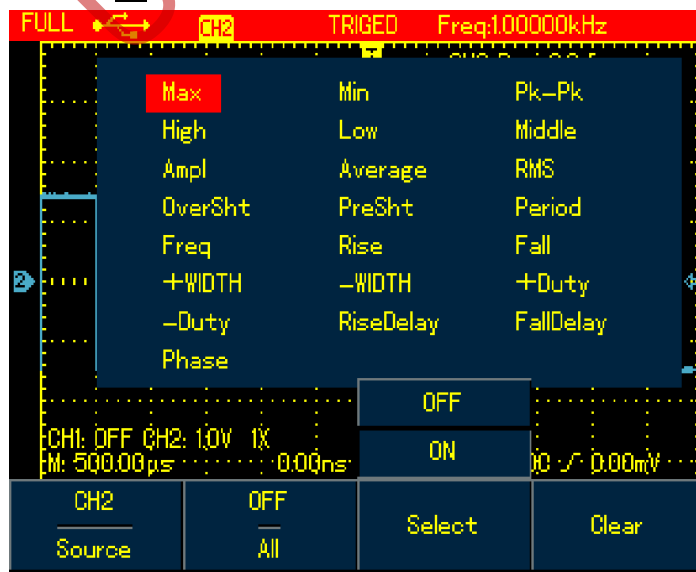 FULL CH2 TRIGED Freq:1.00000kHz
Max Min Pk-Pk
High Low Middle
Ampl Average RMS
OverSht PreSht Period
Freq Rise Fall
2 +WIDTH -WIDTH +Duty
-Duty RiseDelay FallDelay
Phase
OFF
CH1: OFF CH2: 1.0V 1X
ON
M: 500.00μs 0.00ns 0.00mV
CH2 OFF Select Clear
Source All